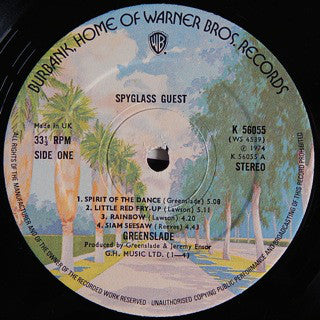 BURBANK, HOME OF WARNER BROS. RECORDS
WB
SPYGLASS GUEST
Made in UK
33⅓ RPM
SIDE ONE
K 56055
(WS 4539)
℗ 1974
K 56055 A
STEREO
1. SPIRIT OF THE DANCE (Greenslade) 5.08
2. LITTLE RED FRY-UP (Lawson) 5.11
3. RAINBOW (Lawson) 4.20
4. SIAM SEESAW (Reeves) 4.43
GREENSLADE
Produced by Greenslade & Jeremy Ensor
G.H. MUSIC LTD. (1—4)
ALL RIGHTS OF THE MANUFACTURER AND OF THE OWNER OF THE RECORDED WORK RESERVED · UNAUTHORISED COPYING PUBLIC PERFORMANCE AND BROADCASTING OF THIS RECORD PROHIBITED